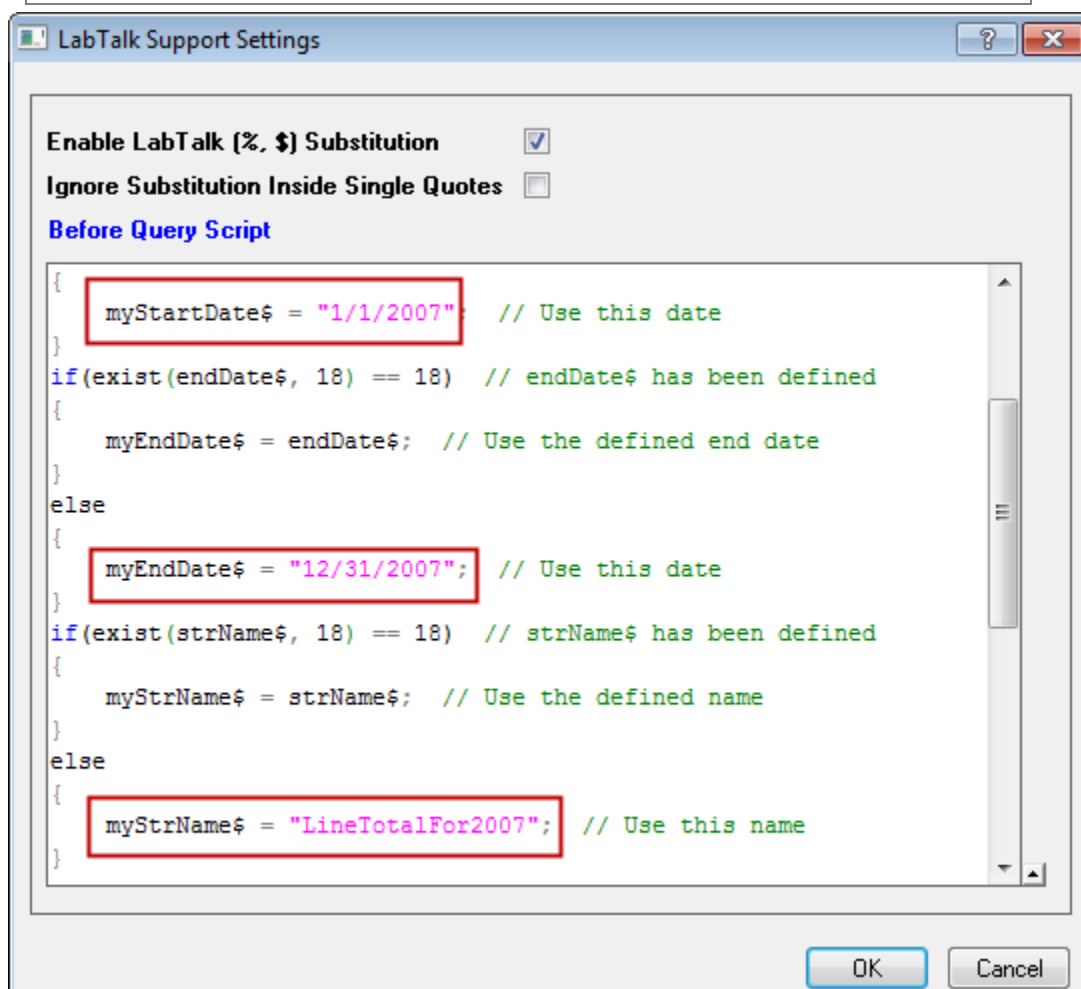 LabTalk Support Settings
Enable LabTalk (%, $) Substitution
Ignore Substitution Inside Single Quotes
Before Query Script
{
myStartDate$ = "1/1/2007"; // Use this date
}
if(exist(endDate$, 18) == 18) // endDate$ has been defined
{
myEndDate$ = endDate$; // Use the defined end date
}
else
{
myEndDate$ = "12/31/2007"; // Use this date
}
if(exist(strName$, 18) == 18) // strName$ has been defined
{
myStrName$ = strName$; // Use the defined name
}
else
{
myStrName$ = "LineTotalFor2007"; // Use this name
}
OK Cancel